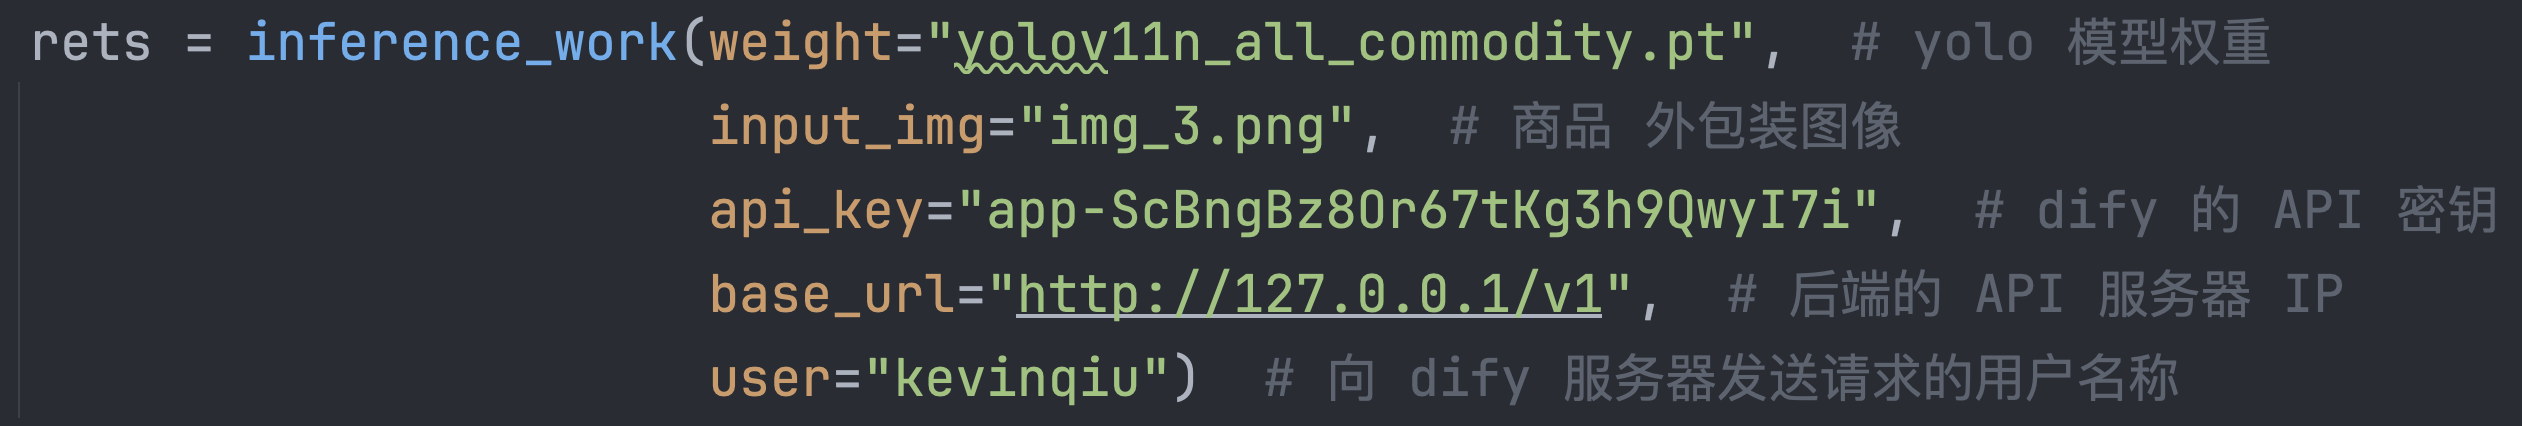 rets = inference_work(weight="yolov11n_all_commodity.pt",  # yolo 模型权重
input_img="img_3.png",  # 商品 外包装图像
api_key="app-ScBngBz8Or67tKg3h9QwyI7i",  # dify 的 API 密钥
base_url="http://127.0.0.1/v1",  # 后端的 API 服务器 IP
user="kevinqiu")  # 向 dify 服务器发送请求的用户名称